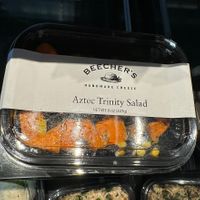 BEECHER'S
HANDMADE CHEESE
Aztec Trinity Salad